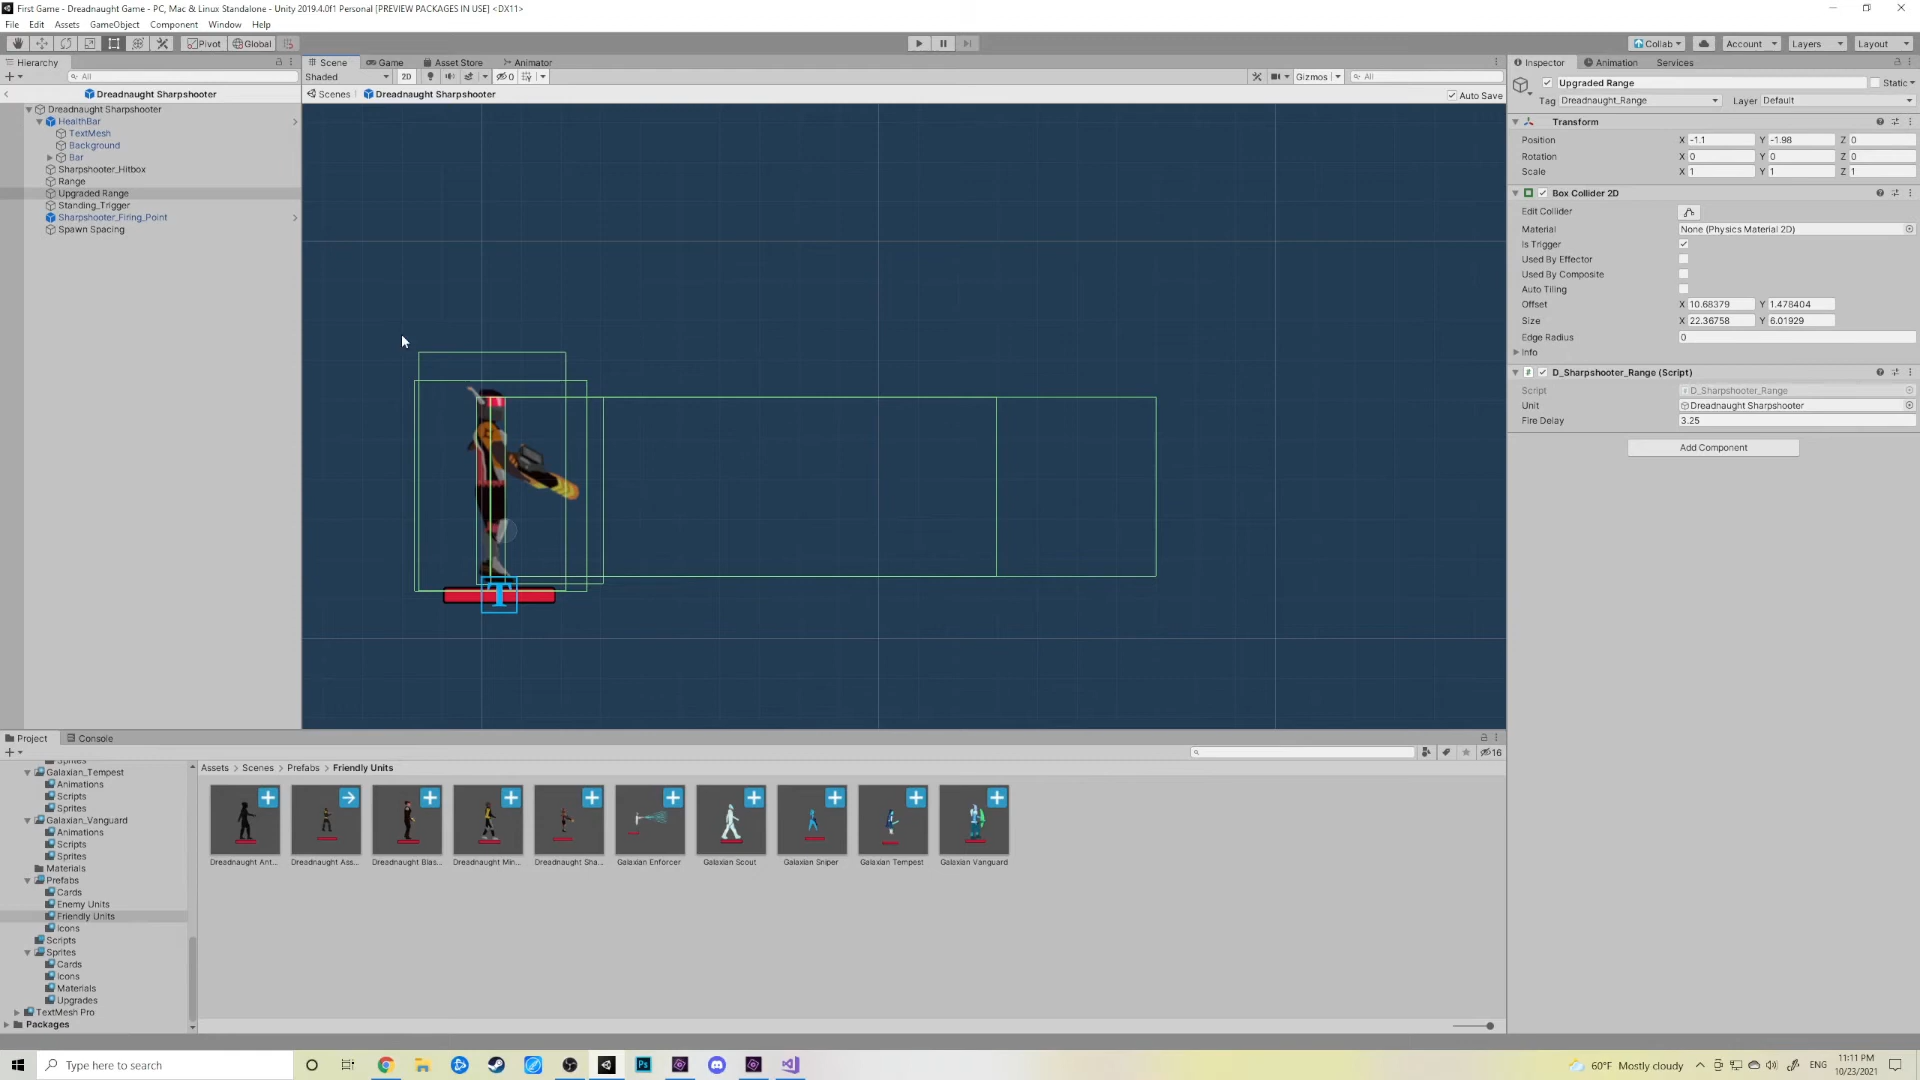 First Game - Dreadnaught Game - PC, Mac & Linux Standalone - Unity 2019.4.0f1 Personal [PREVIEW PACKAGES IN USE] <DX11>
File Edit Assets GameObject Component Window Help
Pivot Global Collab Account Layers Layout
Hierarchy
All
Dreadnaught Sharpshooter
Dreadnaught Sharpshooter
HealthBar
TextMesh
Background
Bar
Sharpshooter_Hitbox
Range
Upgraded Range
Standing_Trigger
Sharpshooter_Firing_Point
Spawn Spacing
Scene Game Asset Store Animator
Shaded 2D 0 Gizmos All
Scenes Dreadnaught Sharpshooter Auto Save
T
Inspector Animation Services
Upgraded Range Static
Tag Dreadnaught_Range Layer Default
Transform
Position X -1.1 Y -1.98 Z 0
Rotation X 0 Y 0 Z 0
Scale X 1 Y 1 Z 1
Box Collider 2D
Edit Collider
Material None (Physics Material 2D)
Is Trigger
Used By Effector
Used By Composite
Auto Tiling
Offset X 10.68379 Y 1.478404
Size X 22.36758 Y 6.01929
Edge Radius 0
Info
D_Sharpshooter_Range (Script)
Script D_Sharpshooter_Range
Unit Dreadnaught Sharpshooter
Fire Delay 3.25
Add Component
Project Console
16
Sprites
Galaxian_Tempest
Animations
Scripts
Sprites
Galaxian_Vanguard
Animations
Scripts
Sprites
Materials
Prefabs
Cards
Enemy Units
Friendly Units
Icons
Scripts
Sprites
Cards
Icons
Materials
Upgrades
TextMesh Pro
Packages
Assets > Scenes > Prefabs > Friendly Units
Dreadnaught Ant... Dreadnaught Ass... Dreadnaught Blas... Dreadnaught Min... Dreadnaught Sha... Galaxian Enforcer Galaxian Scout Galaxian Sniper Galaxian Tempest Galaxian Vanguard
Type here to search
Ps
60°F Mostly cloudy
ENG
11:11 PM
10/23/2021